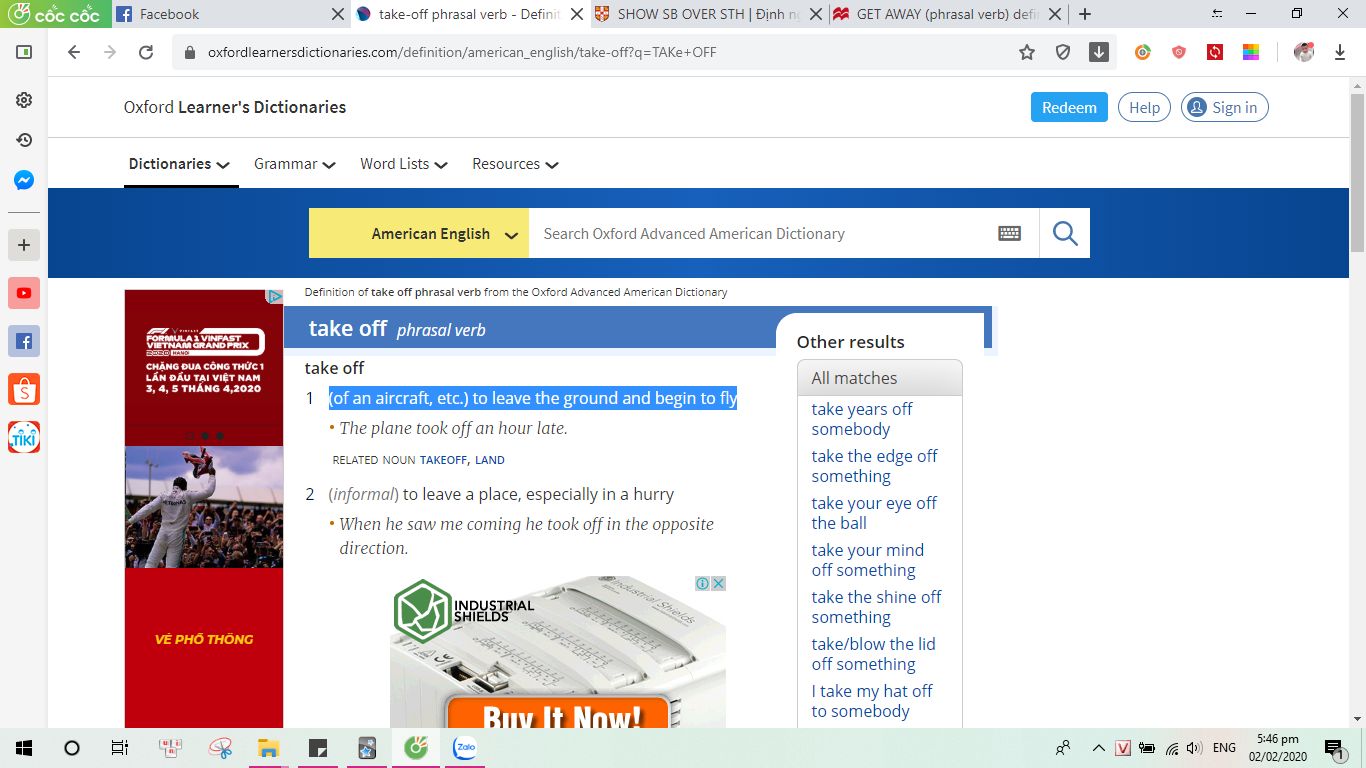 cốc cốc
Facebook
take-off phrasal verb - Definit
SHOW SB OVER STH | Định ng
GET AWAY (phrasal verb) defi
oxfordlearnersdictionaries.com/definition/american_english/take-off?q=TAKe+OFF
Oxford Learner's Dictionaries
Redeem
Help
Sign in
Dictionaries
Grammar
Word Lists
Resources
American English
Search Oxford Advanced American Dictionary
Definition of take off phrasal verb from the Oxford Advanced American Dictionary
take off phrasal verb
take off
1 (of an aircraft, etc.) to leave the ground and begin to fly
• The plane took off an hour late.
RELATED NOUN TAKEOFF, LAND
2 (informal) to leave a place, especially in a hurry
• When he saw me coming he took off in the opposite
direction.
Other results
All matches
take years off
somebody
take the edge off
something
take your eye off
the ball
take your mind
off something
take the shine off
something
take/blow the lid
off something
I take my hat off
to somebody
VINFAST
FORMULA 1 VINFAST
VIETNAM GRAND PRIX
2020 HANOI
CHẶNG ĐUA CÔNG THỨC 1
LẦN ĐẦU TẠI VIỆT NAM
3, 4, 5 THÁNG 4,2020
PETRONAS
VÉ PHỔ THÔNG
INDUSTRIAL
SHIELDS
Industrial Shields
Buy It Now!
TIKI
Zalo
ENG
5:46 pm
02/02/2020
1